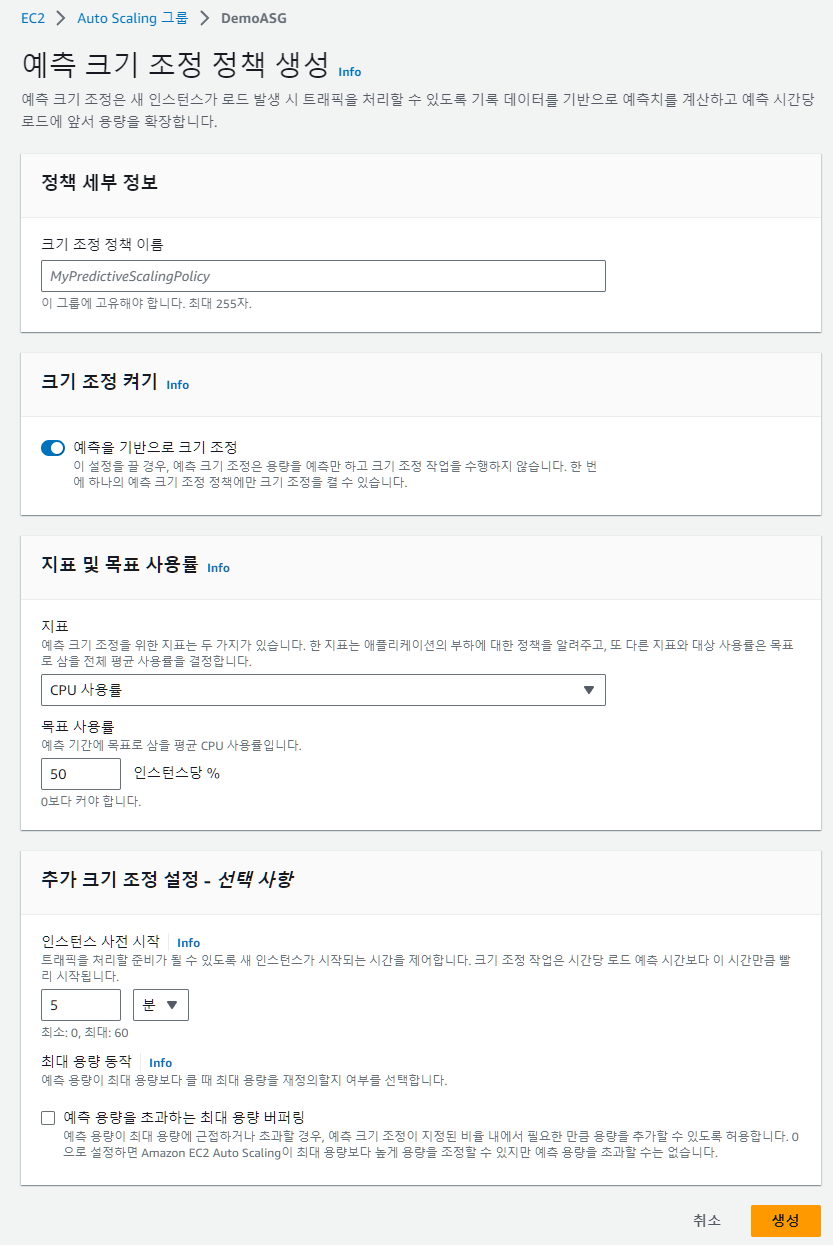 EC2 > Auto Scaling 그룹 > DemoASG
예측 크기 조정 정책 생성 Info
예측 크기 조정은 새 인스턴스가 로드 발생 시 트래픽을 처리할 수 있도록 기록 데이터를 기반으로 예측치를 계산하고 예측 시간당
로드에 앞서 용량을 확장합니다.
정책 세부 정보
크기 조정 정책 이름
MyPredictiveScalingPolicy
이 그룹에 고유해야 합니다. 최대 255자.
크기 조정 켜기 Info
예측을 기반으로 크기 조정
이 설정을 끌 경우, 예측 크기 조정은 용량을 예측만 하고 크기 조정 작업을 수행하지 않습니다. 한 번
에 하나의 예측 크기 조정 정책에만 크기 조정을 켤 수 있습니다.
지표 및 목표 사용률 Info
지표
예측 크기 조정을 위한 지표는 두 가지가 있습니다. 한 지표는 애플리케이션의 부하에 대한 정책을 알려주고, 또 다른 지표와 대상 사용률은 목표
로 삼을 전체 평균 사용률을 결정합니다.
CPU 사용률
목표 사용률
예측 기간에 목표로 삼을 평균 CPU 사용률입니다.
50 인스턴스당 %
0보다 커야 합니다.
추가 크기 조정 설정 - 선택 사항
인스턴스 사전 시작 Info
트래픽을 처리할 준비가 될 수 있도록 새 인스턴스가 시작되는 시간을 제어합니다. 크기 조정 작업은 시간당 로드 예측 시간보다 이 시간만큼 빨
리 시작됩니다.
5 분
최소: 0, 최대: 60
최대 용량 동작 Info
예측 용량이 최대 용량보다 클 때 최대 용량을 재정의할지 여부를 선택합니다.
예측 용량을 초과하는 최대 용량 버퍼링
예측 용량이 최대 용량에 근접하거나 초과할 경우, 예측 크기 조정이 지정된 비율 내에서 필요한 만큼 용량을 추가할 수 있도록 허용합니다. 0
으로 설정하면 Amazon EC2 Auto Scaling이 최대 용량보다 높게 용량을 조정할 수 있지만 예측 용량을 초과할 수는 없습니다.
취소 생성